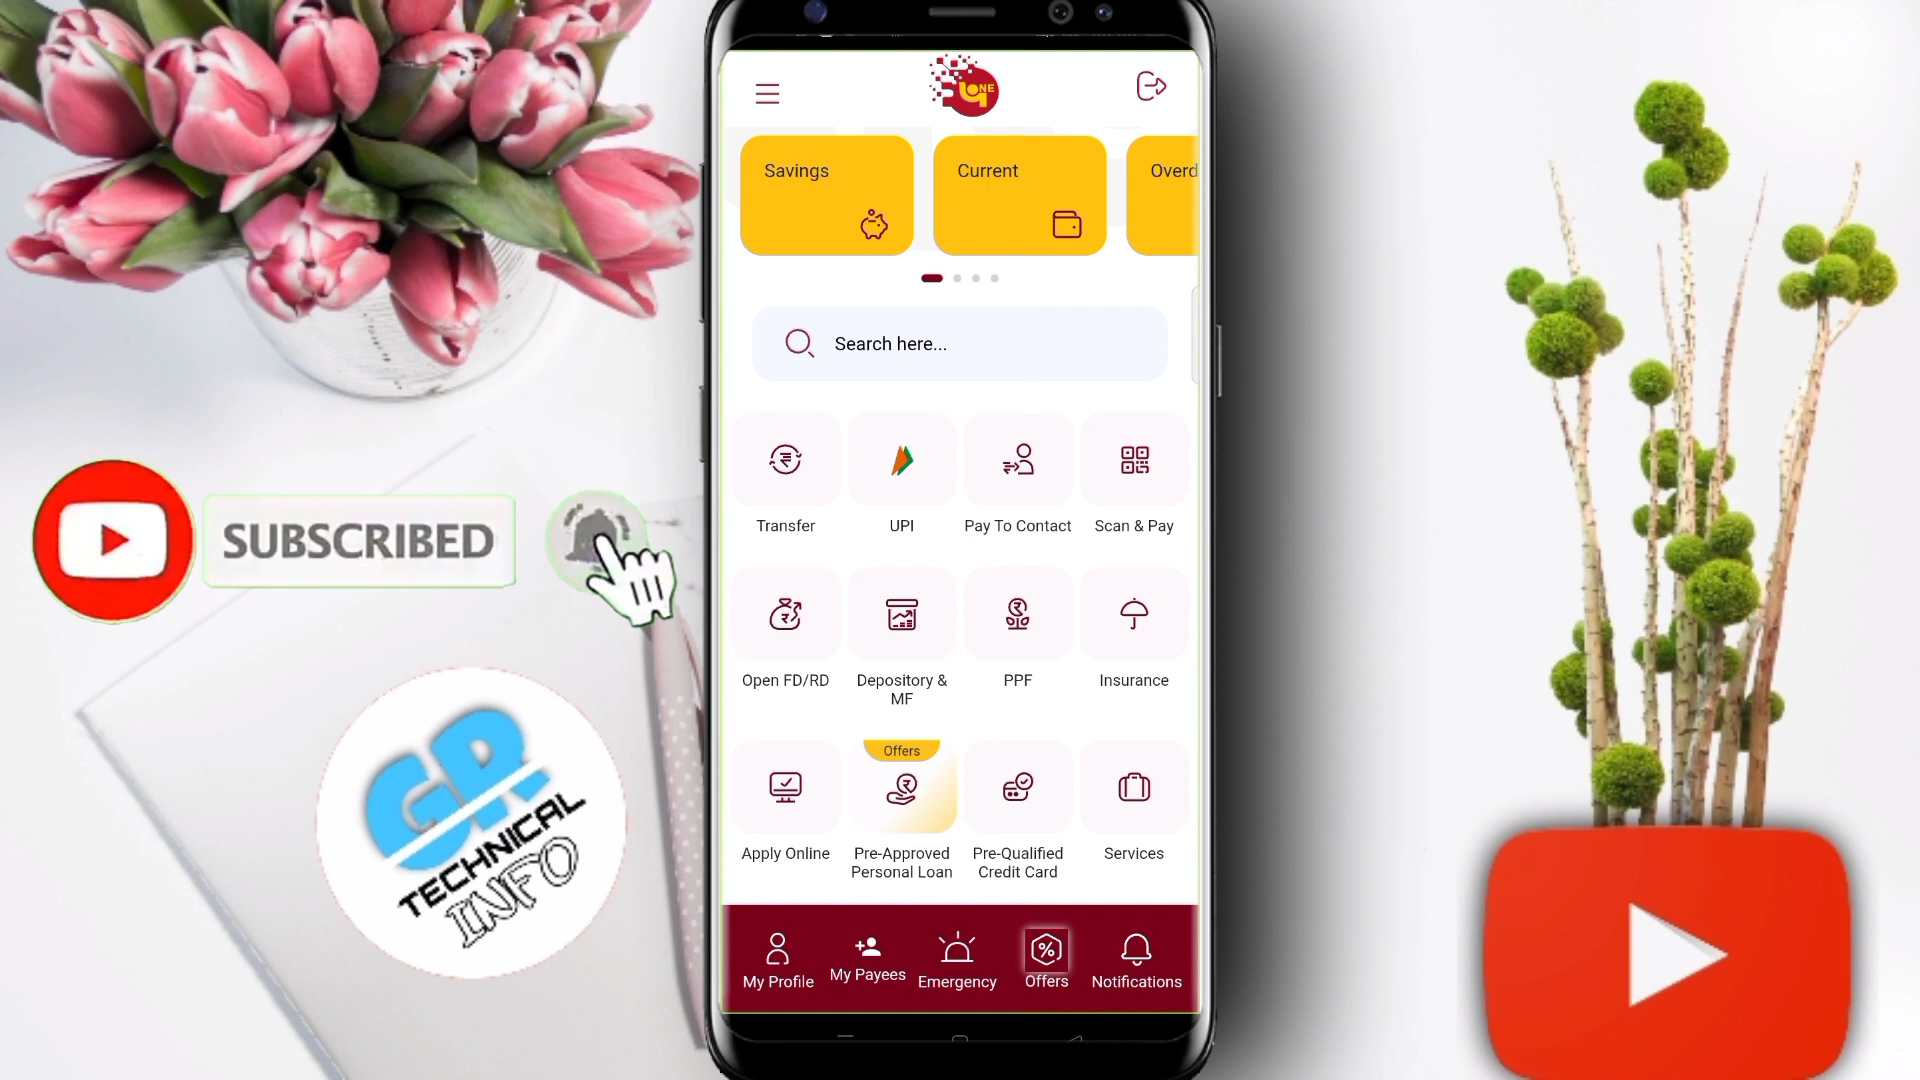 ONE
Savings
Current
Overd
Search here...
Transfer
UPI
Pay To Contact
Scan & Pay
Open FD/RD
Depository &
MF
PPF
Insurance
Offers
Apply Online
Pre-Approved
Personal Loan
Pre-Qualified
Credit Card
Services
My Profile
My Payees
Emergency
Offers
Notifications
SUBSCRIBED
GR
TECHNICAL
INFO